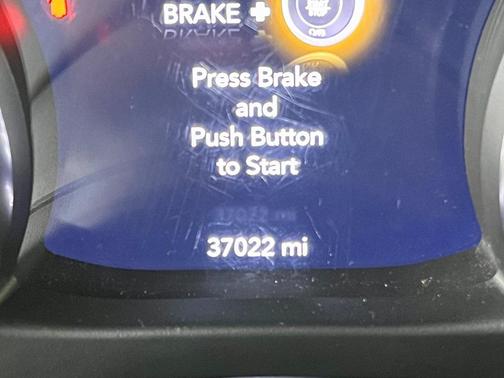 BRAKE +
Press Brake
and
Push Button
to Start
37022 mi